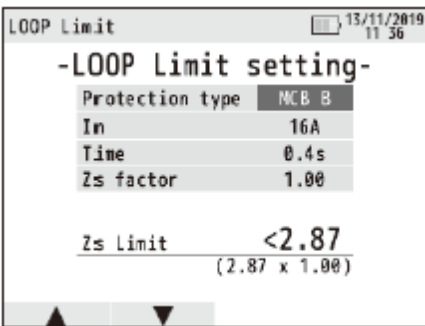 LOOP Limit 13/11/2019
11 36
-LOOP Limit setting-
Protection type MCB B
In 16A
Time 0.4s
Zs factor 1.00
Zs Limit <2.87
(2.87 x 1.00)